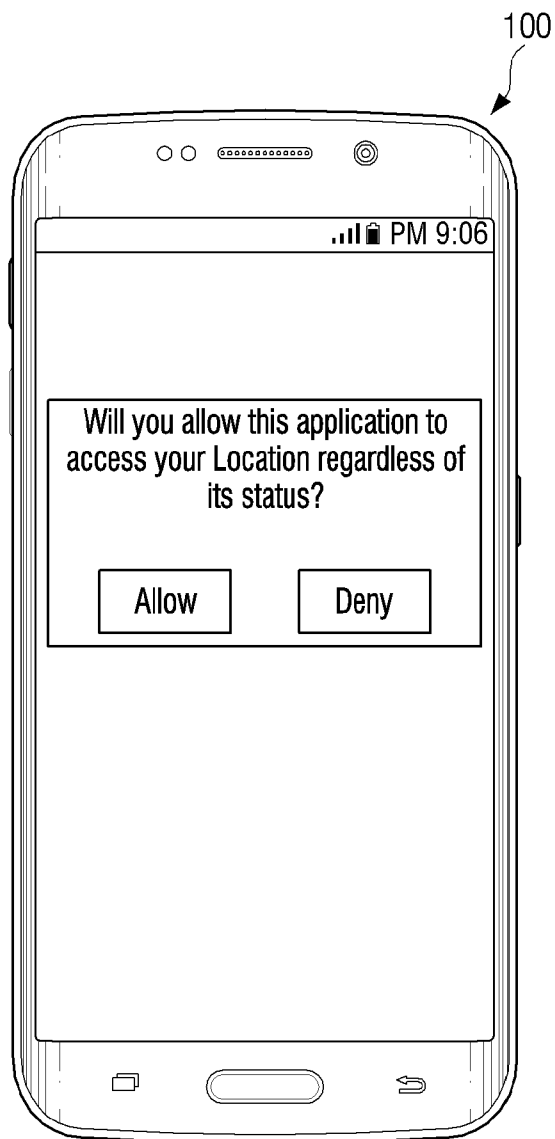 100
PM 9:06
Will you allow this application to
access your Location regardless of
its status?
Allow
Deny